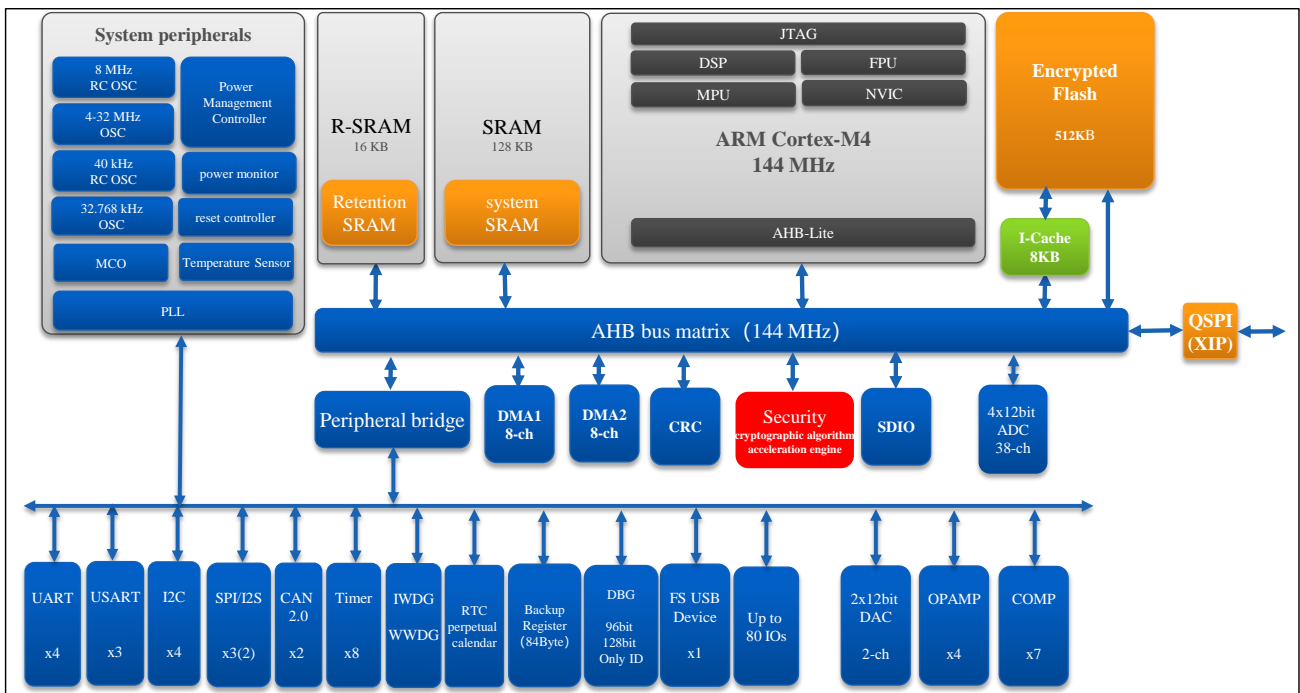 System peripherals
8 MHz
RC OSC
Power
Management
Controller
4-32 MHz
OSC
40 kHz
RC OSC
power monitor
32.768 kHz
OSC
reset controller
MCO
Temperature Sensor
PLL
R-SRAM
16 KB
Retention
SRAM
SRAM
128 KB
system
SRAM
JTAG
DSP
FPU
MPU
NVIC
ARM Cortex-M4
144 MHz
AHB-Lite
Encrypted
Flash
512KB
I-Cache
8KB
AHB bus matrix（144 MHz）
QSPI
(XIP)
Peripheral bridge
DMA1
8-ch
DMA2
8-ch
CRC
Security
cryptographic algorithm
acceleration engine
SDIO
4x12bit
ADC
38-ch
UART
x4
USART
x3
I2C
x4
SPI/I2S
x3(2)
CAN
2.0
x2
Timer
x8
IWDG
WWDG
RTC
perpetual
calendar
Backup
Register
（84Byte）
DBG
96bit
128bit
Only ID
FS USB
Device
x1
Up to
80 IOs
2x12bit
DAC
2-ch
OPAMP
x4
COMP
x7